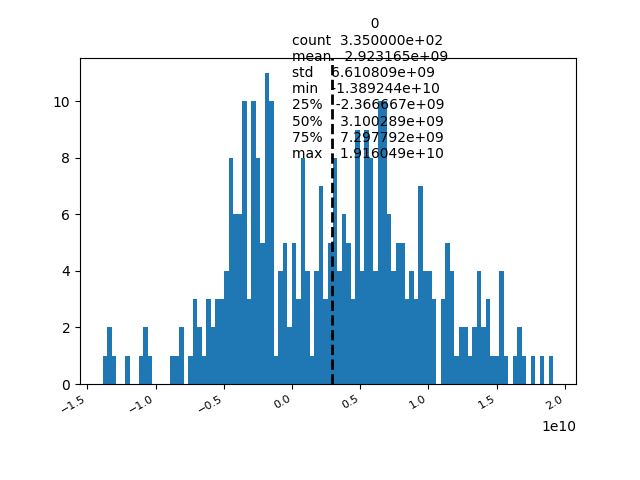 0
count 3.350000e+02
mean 2.923165e+09
std 6.610809e+09
min -1.389244e+10
25% -2.366667e+09
50% 3.100289e+09
75% 7.297792e+09
max 1.916049e+10
10
8
6
4
2
0
−1.5 −1.0 −0.5 0.0 0.5 1.0 1.5 2.0
1e10